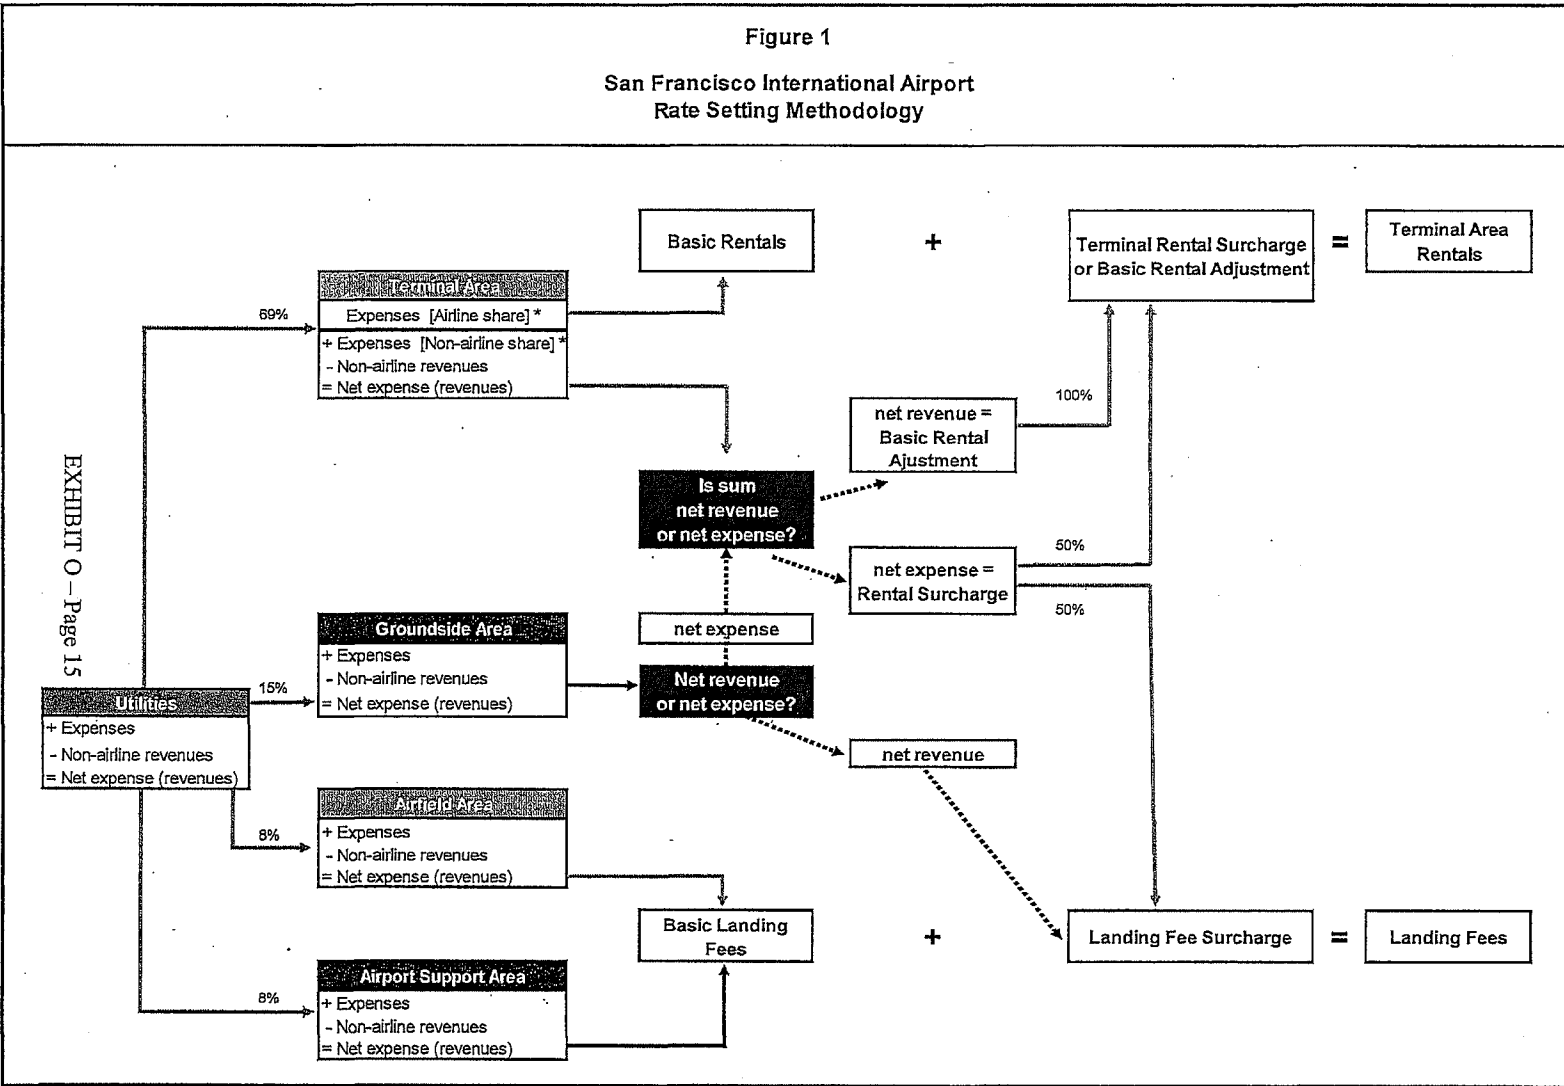 Figure 1
San Francisco International Airport
Rate Setting Methodology
Basic Rentals
+
Terminal Rental Surcharge
or Basic Rental Adjustment
=
Terminal Area
Rentals
Terminal Area
Expenses [Airline share] *
+ Expenses [Non-airline share] *
- Non-airline revenues
= Net expense (revenues)
69%
net revenue =
Basic Rental
Ajustment
100%
Is sum
net revenue
or net expense?
net expense =
Rental Surcharge
50%
50%
EXHIBIT O – Page 15
Groundside Area
+ Expenses
- Non-airline revenues
= Net expense (revenues)
15%
net expense
Net revenue
or net expense?
Utilities
+ Expenses
- Non-airline revenues
= Net expense (revenues)
net revenue
Airfield Area
+ Expenses
- Non-airline revenues
= Net expense (revenues)
8%
Basic Landing
Fees
+
Landing Fee Surcharge
=
Landing Fees
Airport Support Area
+ Expenses
- Non-airline revenues
= Net expense (revenues)
8%